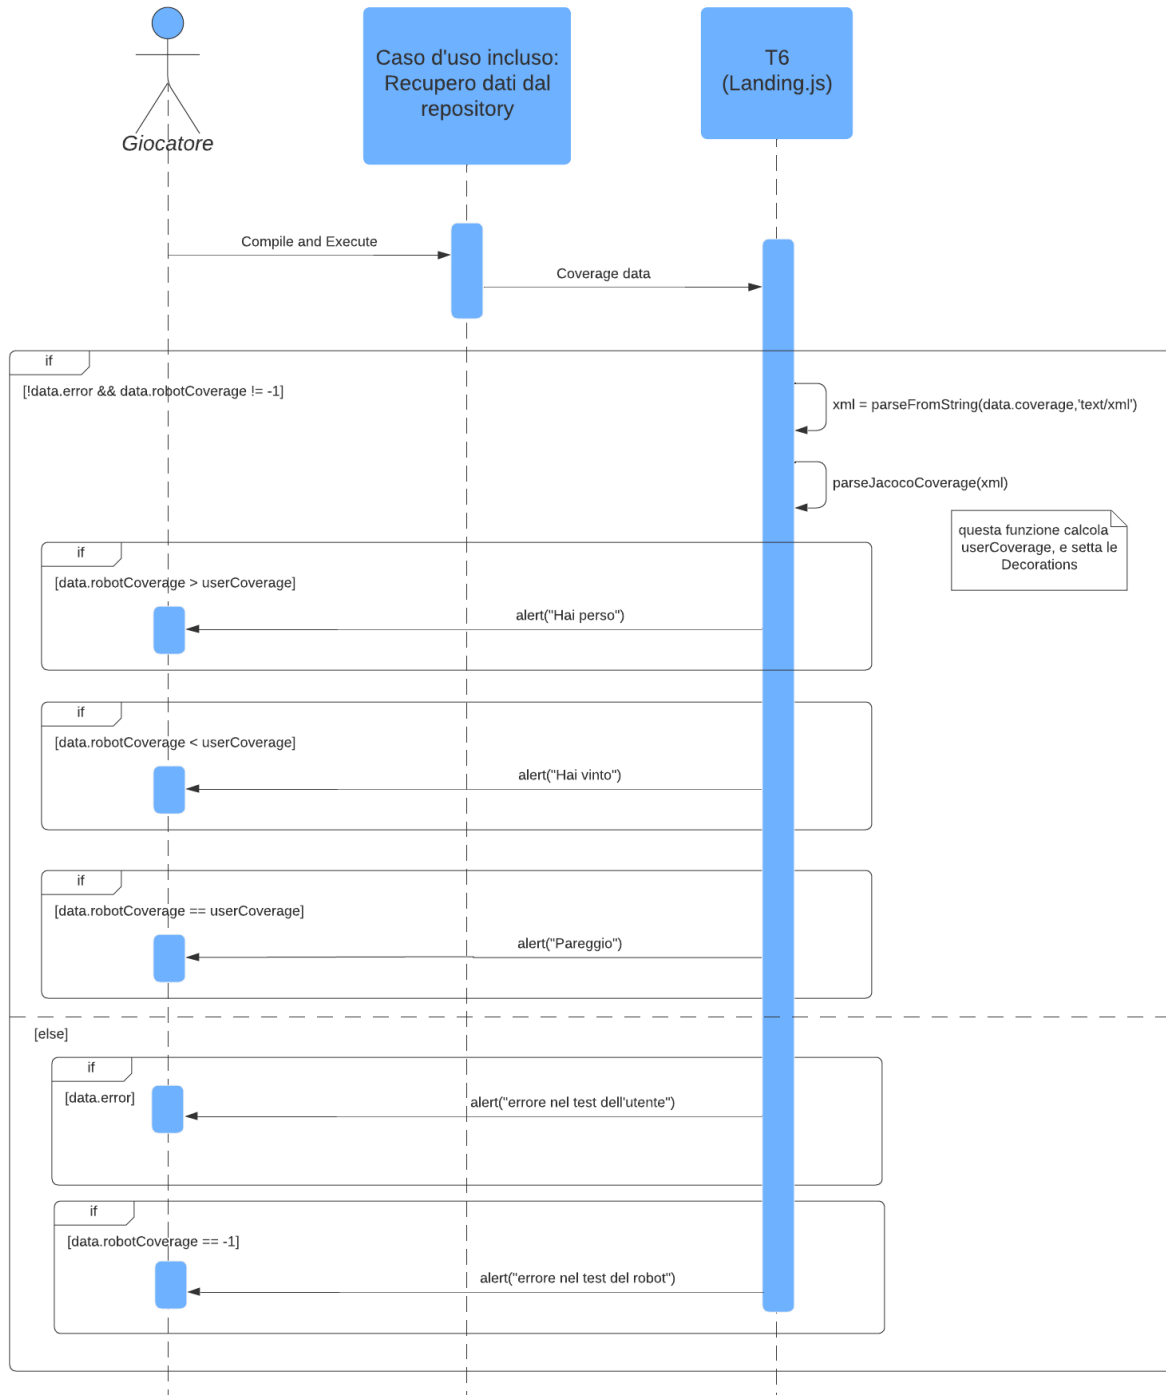 Giocatore
Caso d'uso incluso:
Recupero dati dal
repository
T6
(Landing.js)
Compile and Execute
Coverage data
if
[!data.error && data.robotCoverage != -1]
xml = parseFromString(data.coverage,'text/xml')
parseJacocoCoverage(xml)
questa funzione calcola
userCoverage, e setta le
Decorations
if
[data.robotCoverage > userCoverage]
alert("Hai perso")
if
[data.robotCoverage < userCoverage]
alert("Hai vinto")
if
[data.robotCoverage == userCoverage]
alert("Pareggio")
[else]
if
[data.error]
alert("errore nel test dell'utente")
if
[data.robotCoverage == -1]
alert("errore nel test del robot")